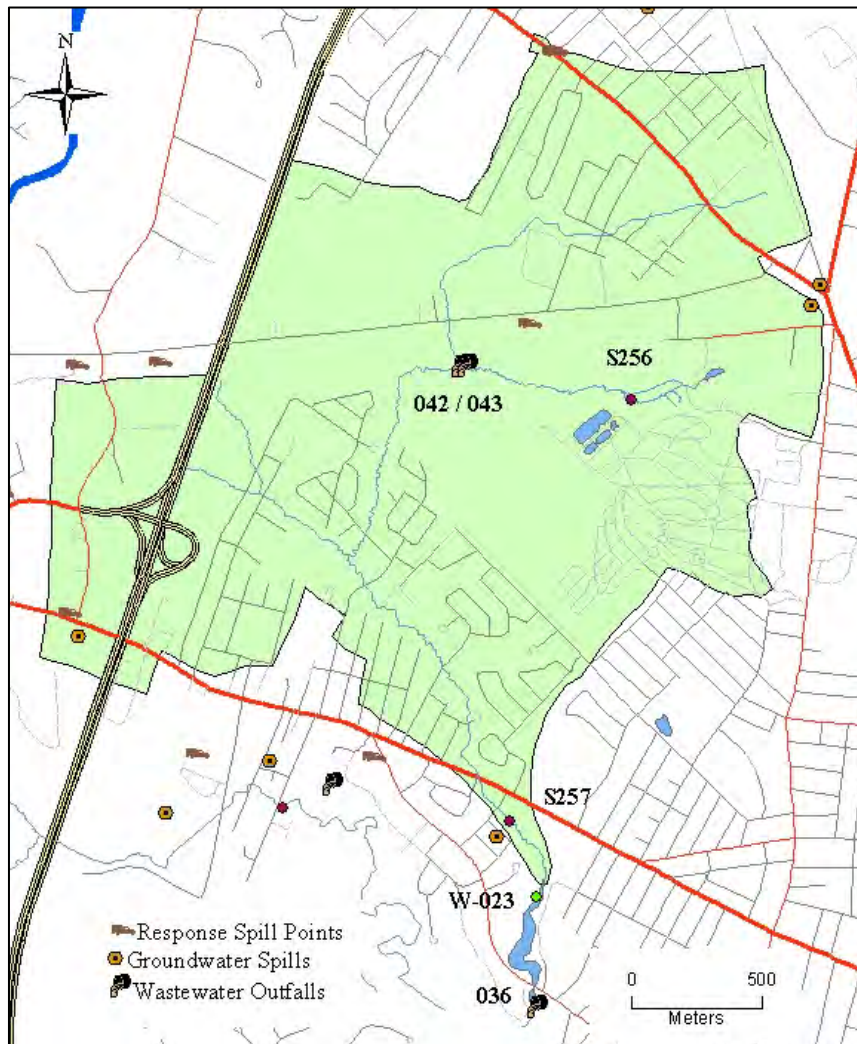 N
S256
042 / 043
S257
W-023
Response Spill Points
Groundwater Spills
Wastewater Outfalls
036
0 500
Meters